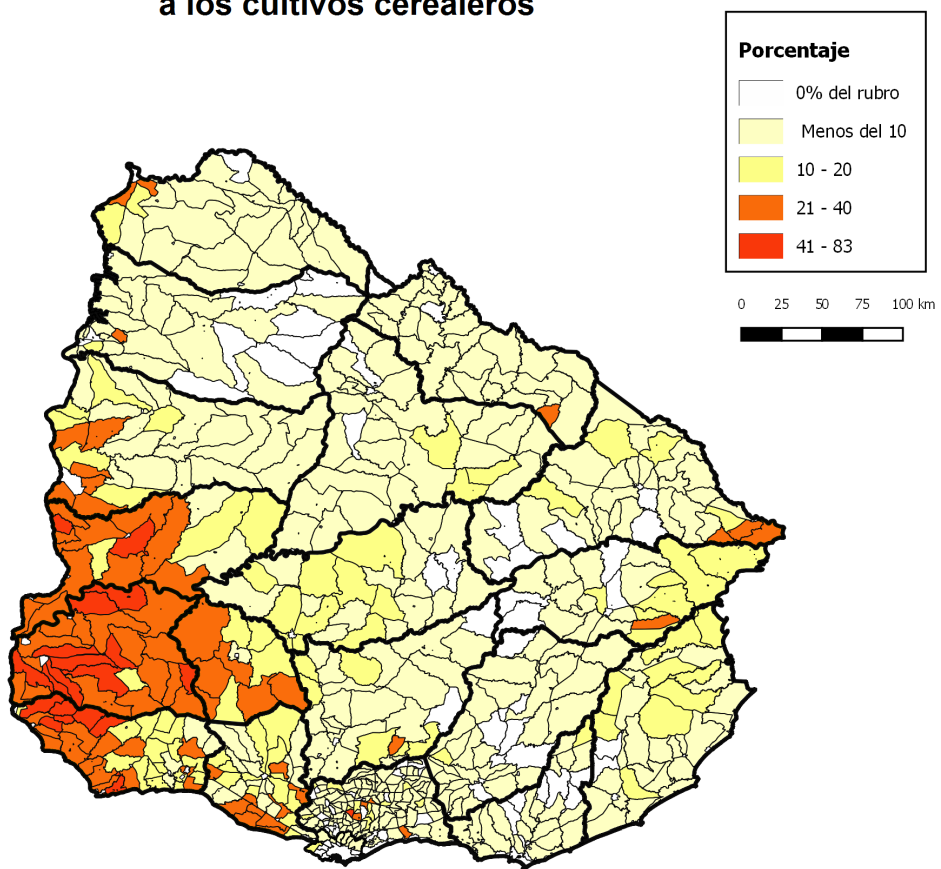 a los cultivos cerealeros
Porcentaje
0% del rubro
Menos del 10
10 - 20
21 - 40
41 - 83
0 25 50 75 100 km